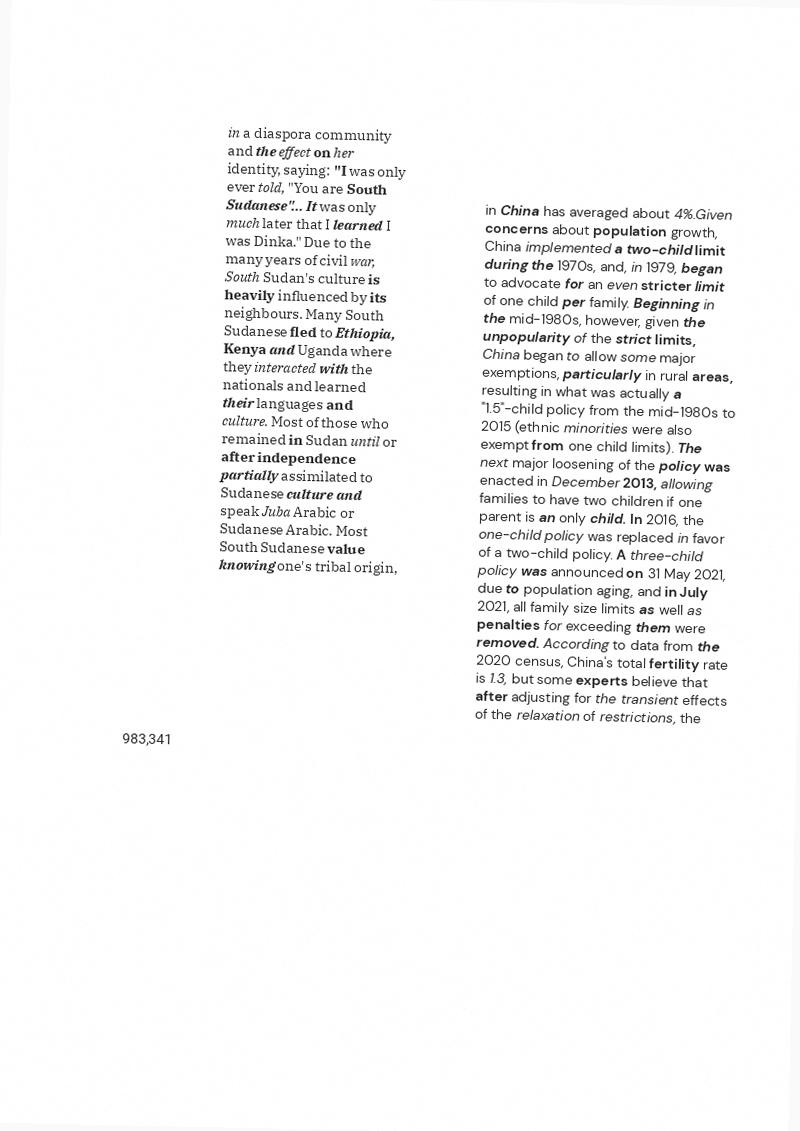 in a diaspora community
and the effect on her
identity, saying: "I was only
ever told, "You are South
Sudanese"... It was only
much later that I learned I
was Dinka." Due to the
many years of civil war,
South Sudan's culture is
heavily influenced by its
neighbours. Many South
Sudanese fled to Ethiopia,
Kenya and Uganda where
they interacted with the
nationals and learned
their languages and
culture. Most of those who
remained in Sudan until or
after independence
partially assimilated to
Sudanese culture and
speak Juba Arabic or
Sudanese Arabic. Most
South Sudanese value
knowing one's tribal origin,
in China has averaged about 4%.Given
concerns about population growth,
China implemented a two-child limit
during the 1970s, and, in 1979, began
to advocate for an even stricter limit
of one child per family. Beginning in
the mid-1980s, however, given the
unpopularity of the strict limits,
China began to allow some major
exemptions, particularly in rural areas,
resulting in what was actually a
"1.5"-child policy from the mid-1980s to
2015 (ethnic minorities were also
exempt from one child limits). The
next major loosening of the policy was
enacted in December 2013, allowing
families to have two children if one
parent is an only child. In 2016, the
one-child policy was replaced in favor
of a two-child policy. A three-child
policy was announced on 31 May 2021,
due to population aging, and in July
2021, all family size limits as well as
penalties for exceeding them were
removed. According to data from the
2020 census, China's total fertility rate
is 1.3, but some experts believe that
after adjusting for the transient effects
of the relaxation of restrictions, the
983,341